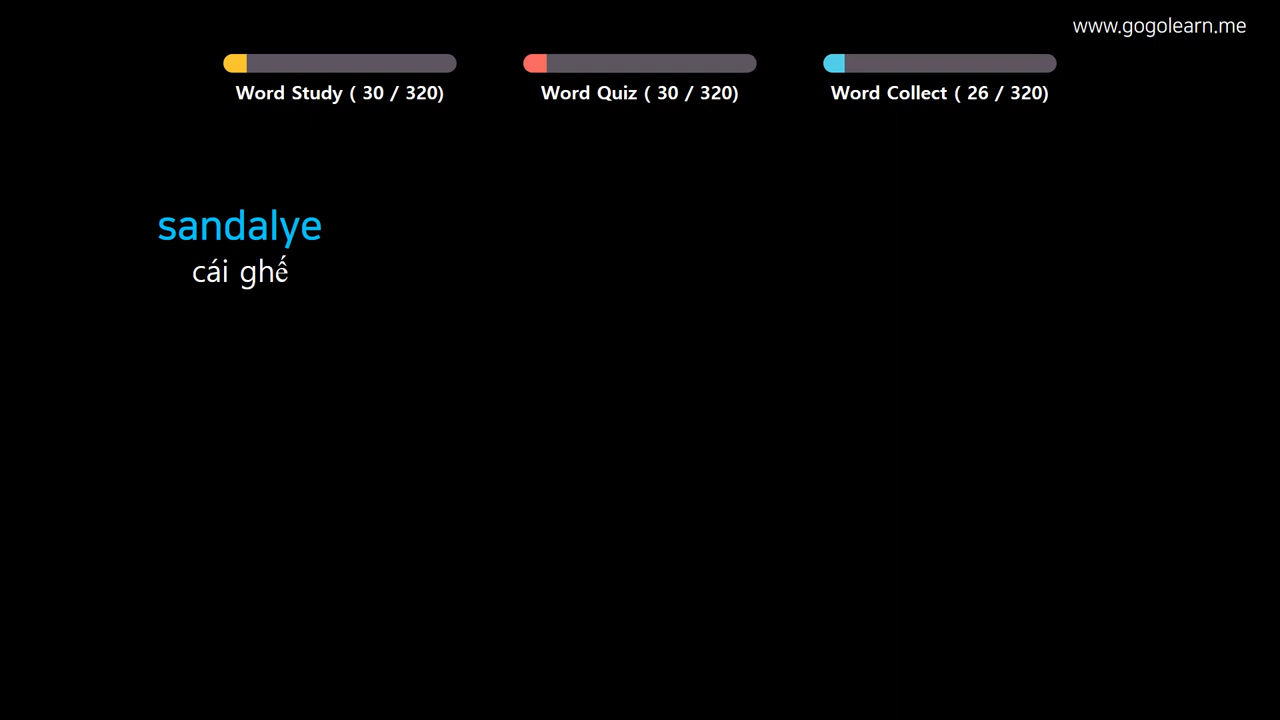 www.gogolearn.me
Word Study ( 30 / 320)
Word Quiz ( 30 / 320)
Word Collect ( 26 / 320)
sandalye
cái ghế